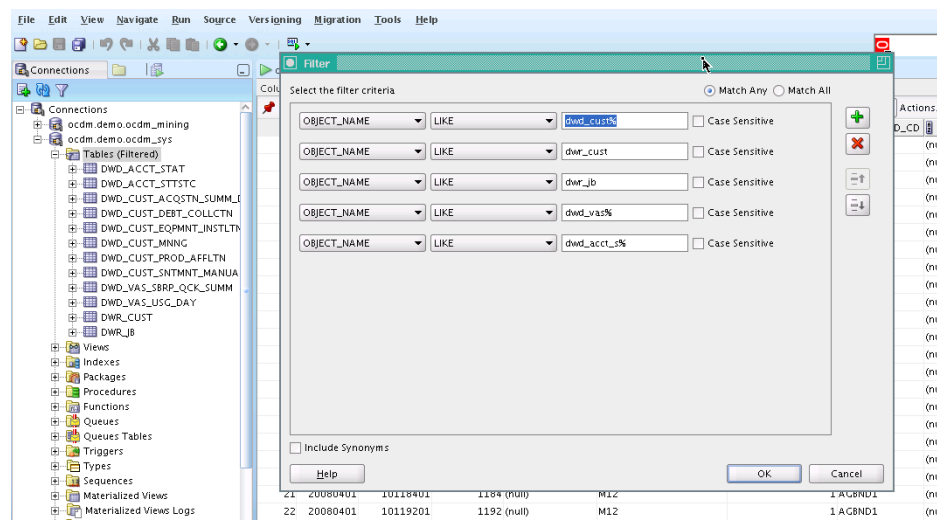 File Edit View Navigate Run Source Versioning Migration Tools Help
Connections
Connections
ocdm.demo.ocdm_mining
ocdm.demo.ocdm_sys
Tables (Filtered)
DWD_ACCT_STAT
DWD_ACCT_STTSTC
DWD_CUST_ACQSTN_SUMM_
DWD_CUST_DEBT_COLLCTN
DWD_CUST_EQPMNT_INSTLTN
DWD_CUST_MNNG
DWD_CUST_PROD_AFFLTN
DWD_CUST_SNTMNT_MANUA
DWD_VAS_SBRP_QCK_SUMM
DWD_VAS_USG_DAY
DWR_CUST
DWR_JB
Views
Indexes
Packages
Procedures
Functions
Queues
Queues Tables
Triggers
Types
Sequences
Materialized Views
Materialized Views Logs
Colu
Filter
Select the filter criteria
Match Any Match All
OBJECT_NAME LIKE dwd_cust% Case Sensitive
OBJECT_NAME LIKE dwr_cust Case Sensitive
OBJECT_NAME LIKE dwr_jb Case Sensitive
OBJECT_NAME LIKE dwd_vas% Case Sensitive
OBJECT_NAME LIKE dwd_acct_s% Case Sensitive
Include Synonyms
Help OK Cancel
Actions.
D_CD
21 20080401 10118401 1184 (null) M12 1 AGBND1
22 20080401 10119201 1192 (null) M12 1 AGBND1